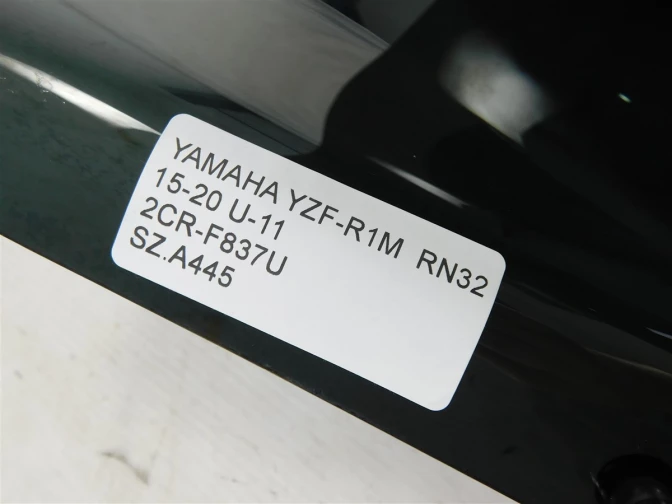 YAMAHA YZF-R1M RN32
15-20 U-11
2CR-F837U
SZ.A445